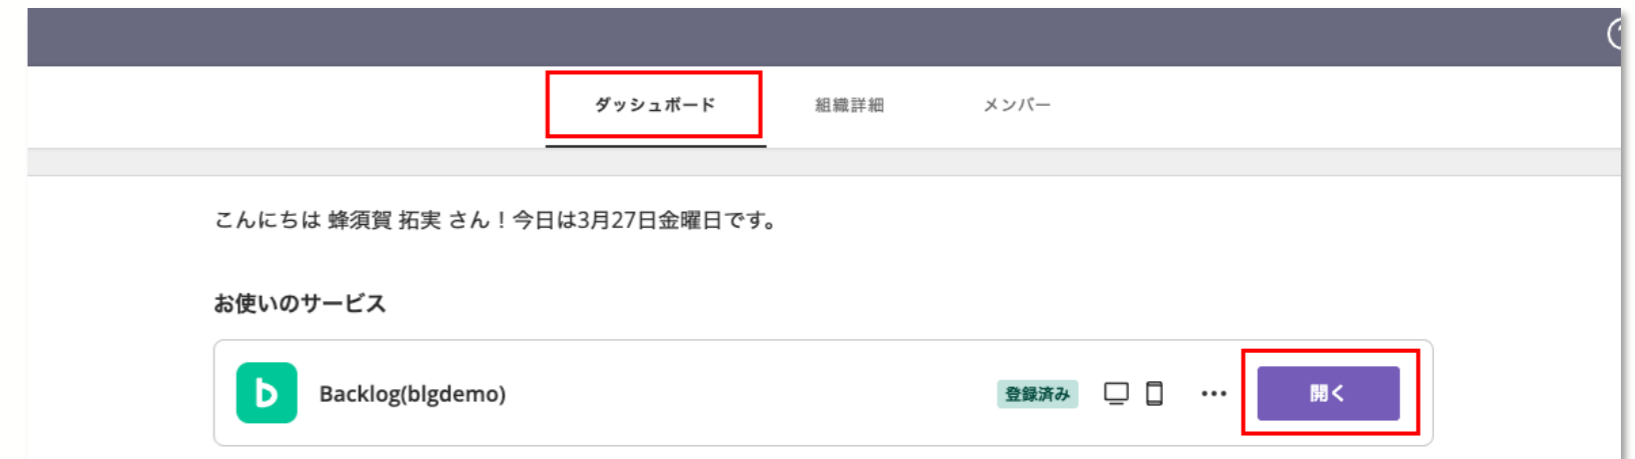 ダッシュボード 組織詳細 メンバー
こんにちは 蜂須賀 拓実 さん！今日は3月27日金曜日です。
お使いのサービス
Backlog(blgdemo) 登録済み ••• 開く